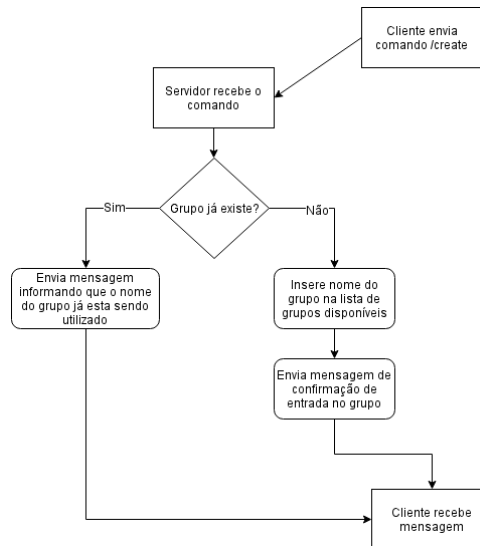 Cliente envia
comando /create
Servidor recebe o
comando
Grupo já existe?
Sim
Não
Envia mensagem
informando que o nome
do grupo já esta sendo
utilizado
Insere nome do
grupo na lista de
grupos disponíveis
Envia mensagem de
confirmação de
entrada no grupo
Cliente recebe
mensagem